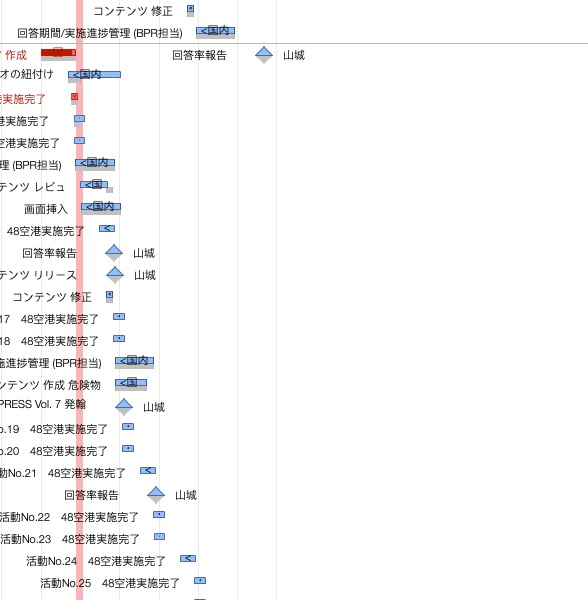 コンテンツ 修正
回答期間/実施進捗管理 (BPR担当) <国内
作成 回答率報告 山城
オの紐付け <国内
実施完了
港実施完了
空港実施完了
理 (BPR担当) <国内
テンツ レビュ <国
画面挿入 <国内
48空港実施完了 <
回答率報告 山城
テンツ リリース 山城
コンテンツ 修正
17 48空港実施完了
18 48空港実施完了
施進捗管理 (BPR担当) <国内
ンテンツ 作成 危険物 <国
PRESS Vol. 7 発翰 山城
o.19 48空港実施完了
o.20 48空港実施完了
動No.21 48空港実施完了 <
回答率報告 山城
活動No.22 48空港実施完了
活動No.23 48空港実施完了
活動No.24 48空港実施完了 <
活動No.25 48空港実施完了